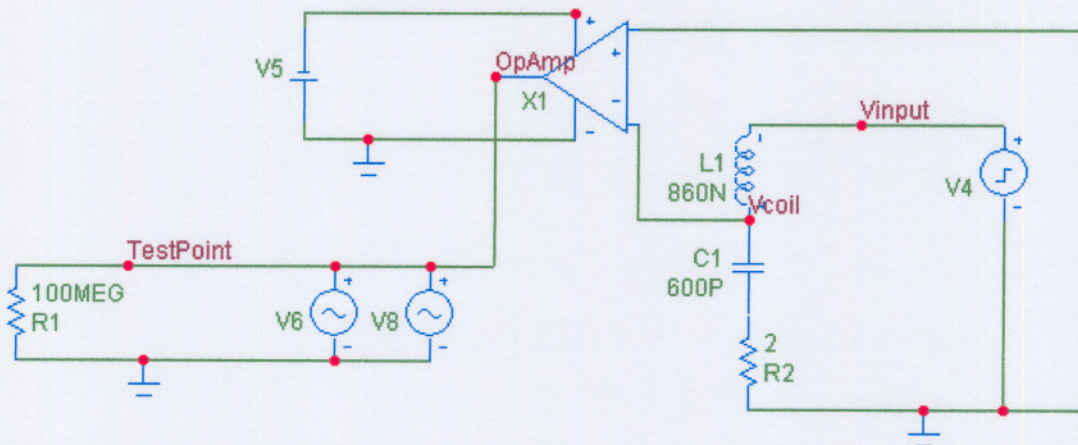 V5
+
OpAmp
+
X1
-
-
Vinput
+
L1
860N
V4
Vcoil
-
TestPoint
C1
600P
100MEG
R1
+
V6
-
+
V8
-
2
R2